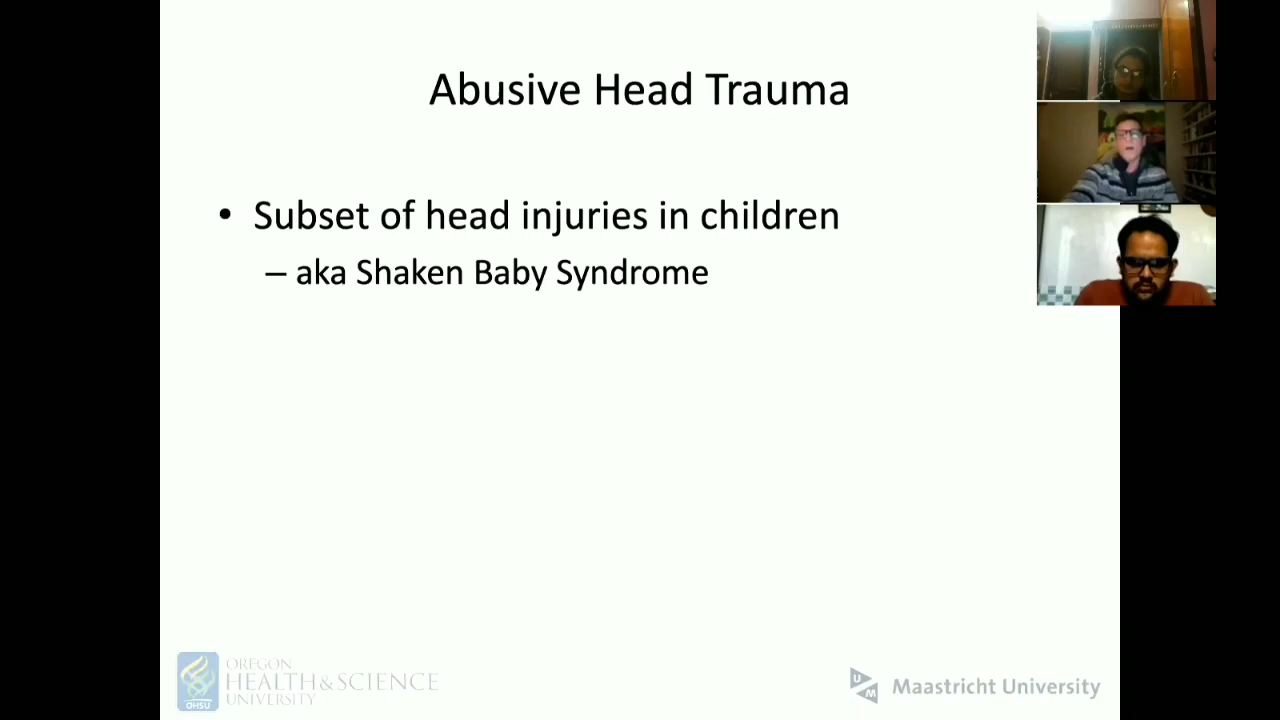 Abusive Head Trauma
• Subset of head injuries in children
– aka Shaken Baby Syndrome
OREGON
HEALTH & SCIENCE
UNIVERSITY
OHSU
UM
Maastricht University